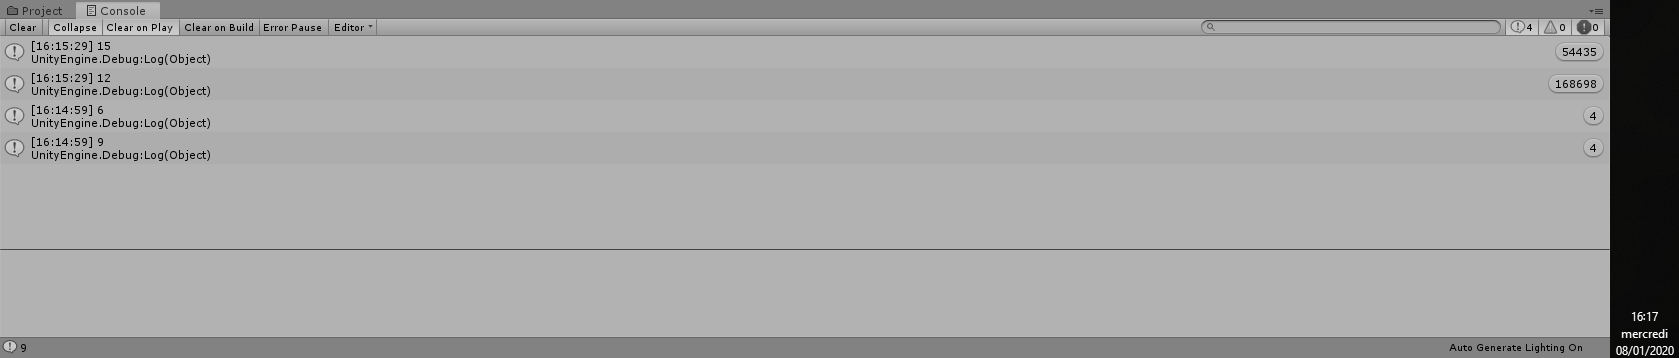 Project Console
Clear Collapse Clear on Play Clear on Build Error Pause Editor 4 0 0
[16:15:29] 15
UnityEngine.Debug:Log(Object)
54435
[16:15:29] 12
UnityEngine.Debug:Log(Object)
168698
[16:14:59] 6
UnityEngine.Debug:Log(Object)
4
[16:14:59] 9
UnityEngine.Debug:Log(Object)
4
9
Auto Generate Lighting On
16:17
mercredi
08/01/2020